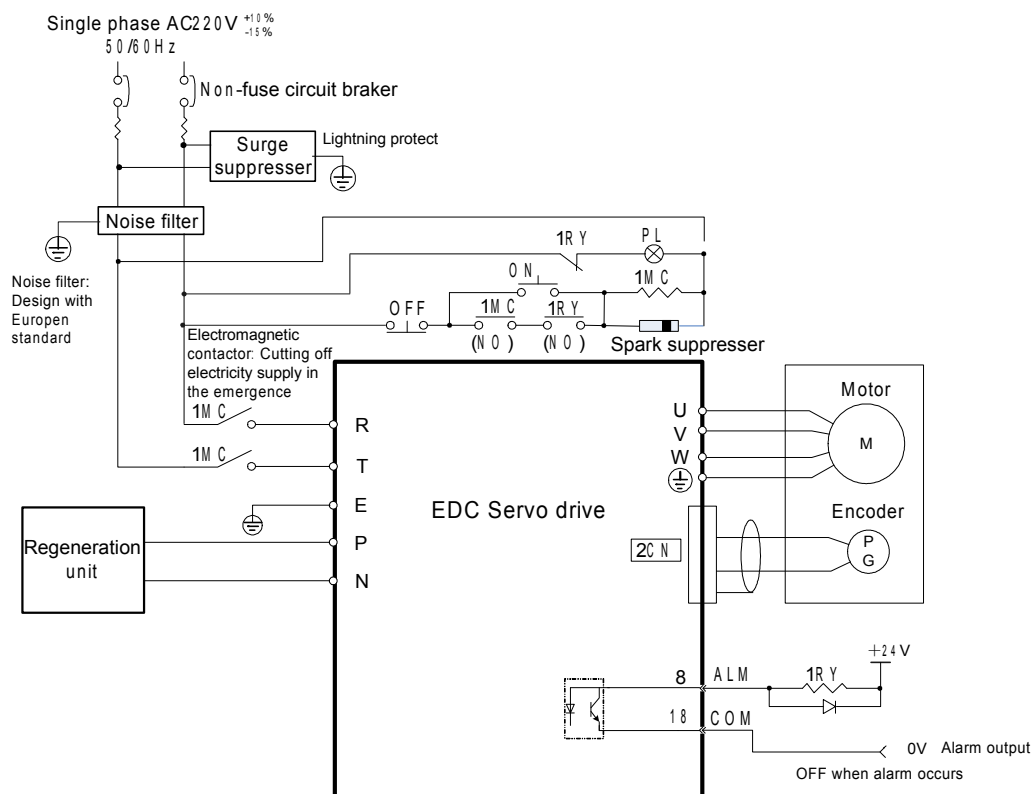 Single phase AC220V +10%
-15%
50/60Hz
Non-fuse circuit braker
Surge
suppresser
Lightning protect
Noise filter
Noise filter:
Design with
Europen
standard
1RY
PL
ON
1MC
OFF
1MC
1RY
(NO)
(NO)
Spark suppresser
Electromagnetic
contactor: Cutting off
electricity supply in
the emergence
1MC
1MC
R
T
E
P
N
U
V
W
EDC Servo drive
Motor
M
Encoder
P
G
2CN
Regeneration
unit
8 ALM
1RY
+24V
18 COM
0V Alarm output
OFF when alarm occurs